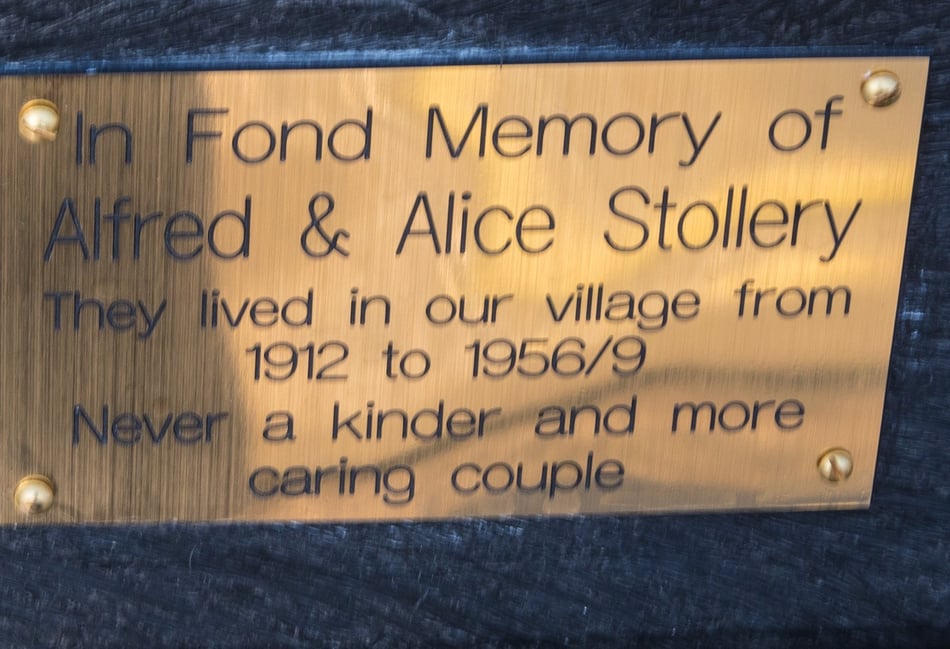 In Fond Memory of
Alfred & Alice Stollery
They lived in our village from
1912 to 1956/9
Never a kinder and more
caring couple